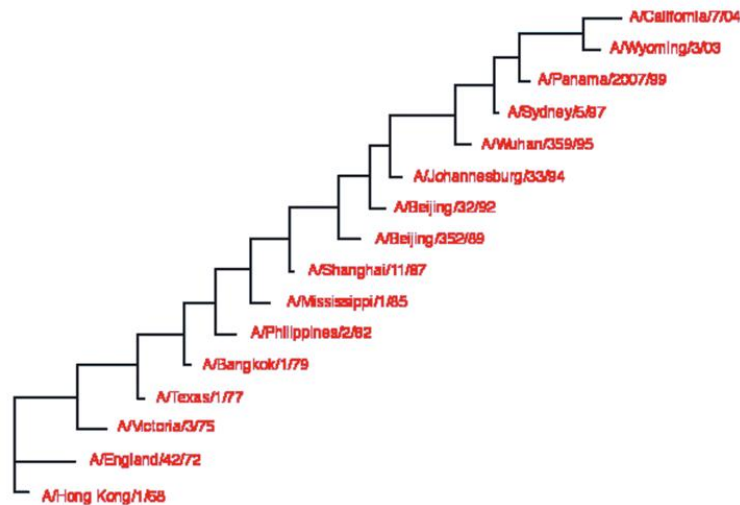 A/California/7/04
A/Wyoming/3/03
A/Panama/2007/99
A/Sydney/5/97
A/Wuhan/359/95
A/Johannesburg/33/94
A/Beijing/32/92
A/Beijing/352/89
A/Shanghai/11/87
A/Mississippi/1/85
A/Philippines/2/82
A/Bangkok/1/79
A/Texas/1/77
A/Victoria/3/75
A/England/42/72
A/Hong Kong/1/68